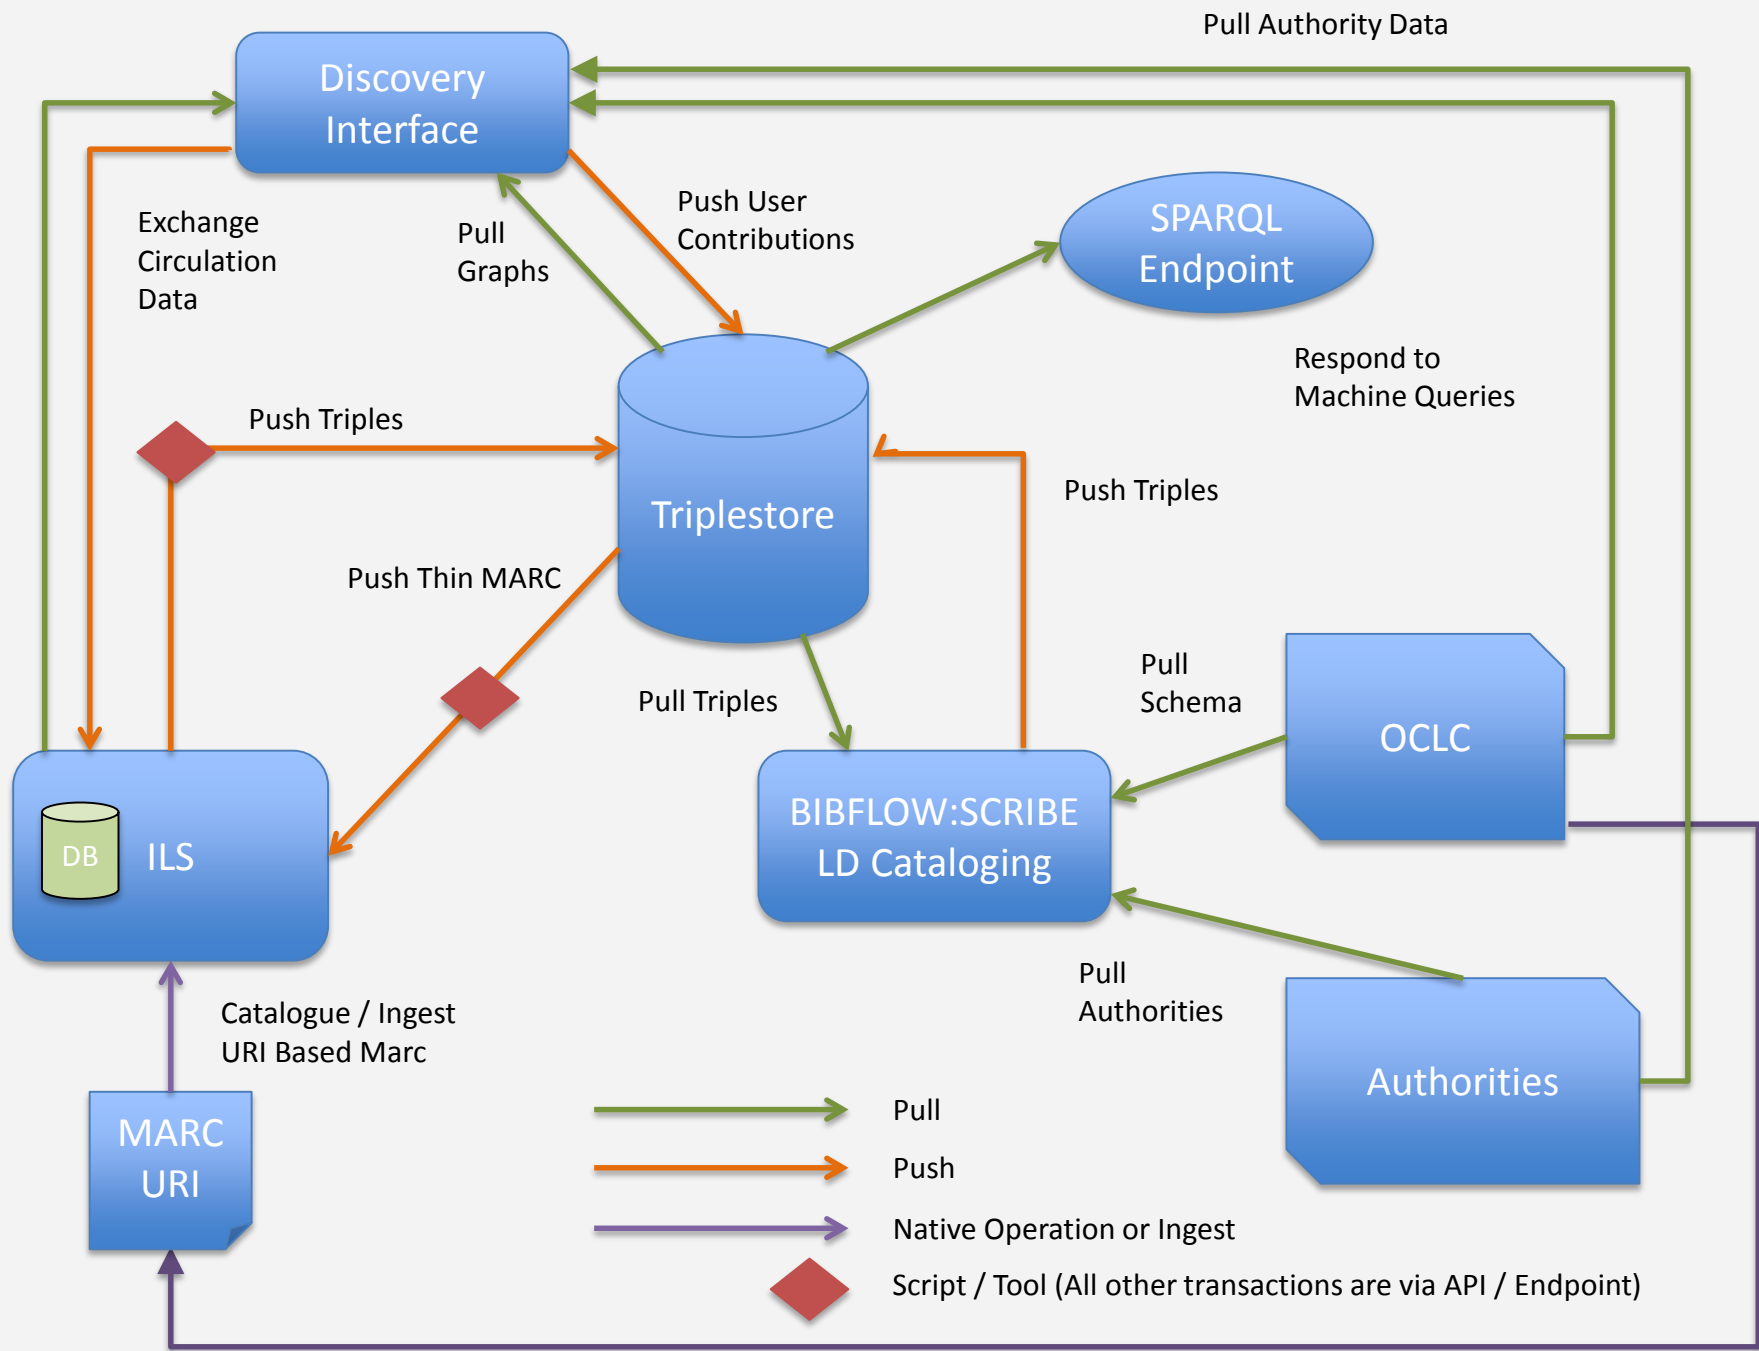 Pull Authority Data
Discovery
Interface
Exchange
Circulation
Data
Pull
Graphs
Push User
Contributions
SPARQL
Endpoint
Respond to
Machine Queries
Push Triples
Triplestore
Push Triples
Push Thin MARC
Pull Triples
Pull
Schema
OCLC
DB
ILS
BIBFLOW:SCRIBE
LD Cataloging
Pull
Authorities
Authorities
Catalogue / Ingest
URI Based Marc
MARC
URI
Pull
Push
Native Operation or Ingest
Script / Tool (All other transactions are via API / Endpoint)